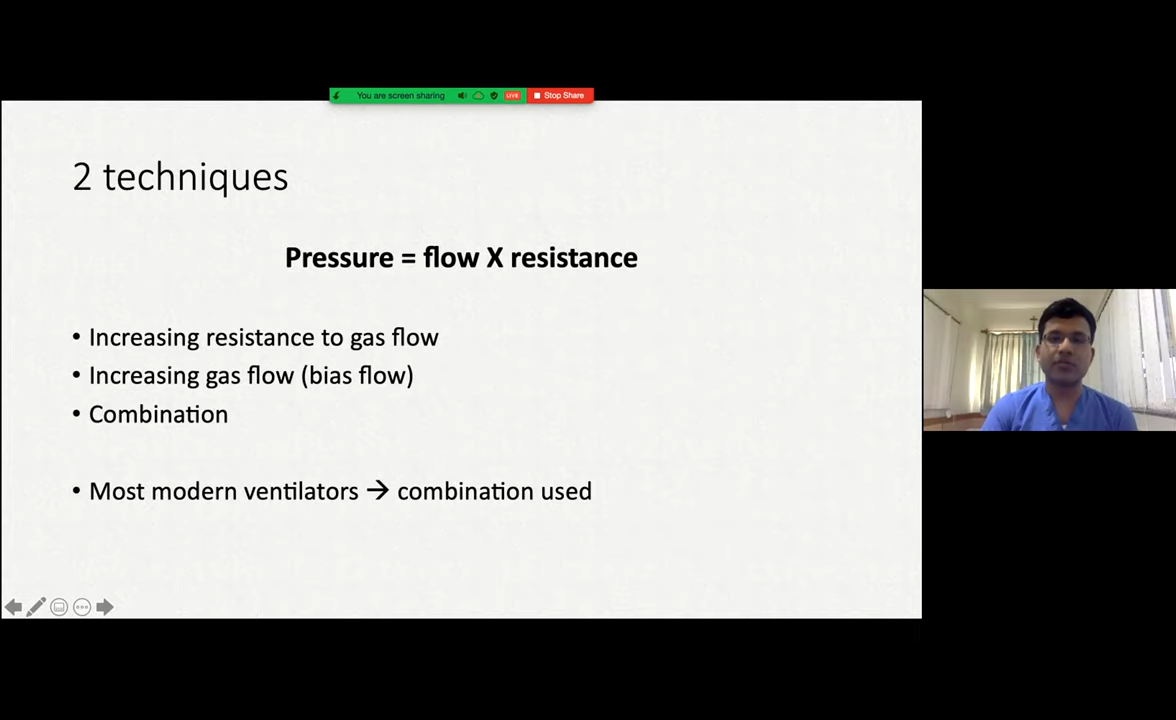 You are screen sharing LIVE Stop Share
2 techniques
Pressure = flow X resistance
• Increasing resistance to gas flow
• Increasing gas flow (bias flow)
• Combination
• Most modern ventilators → combination used